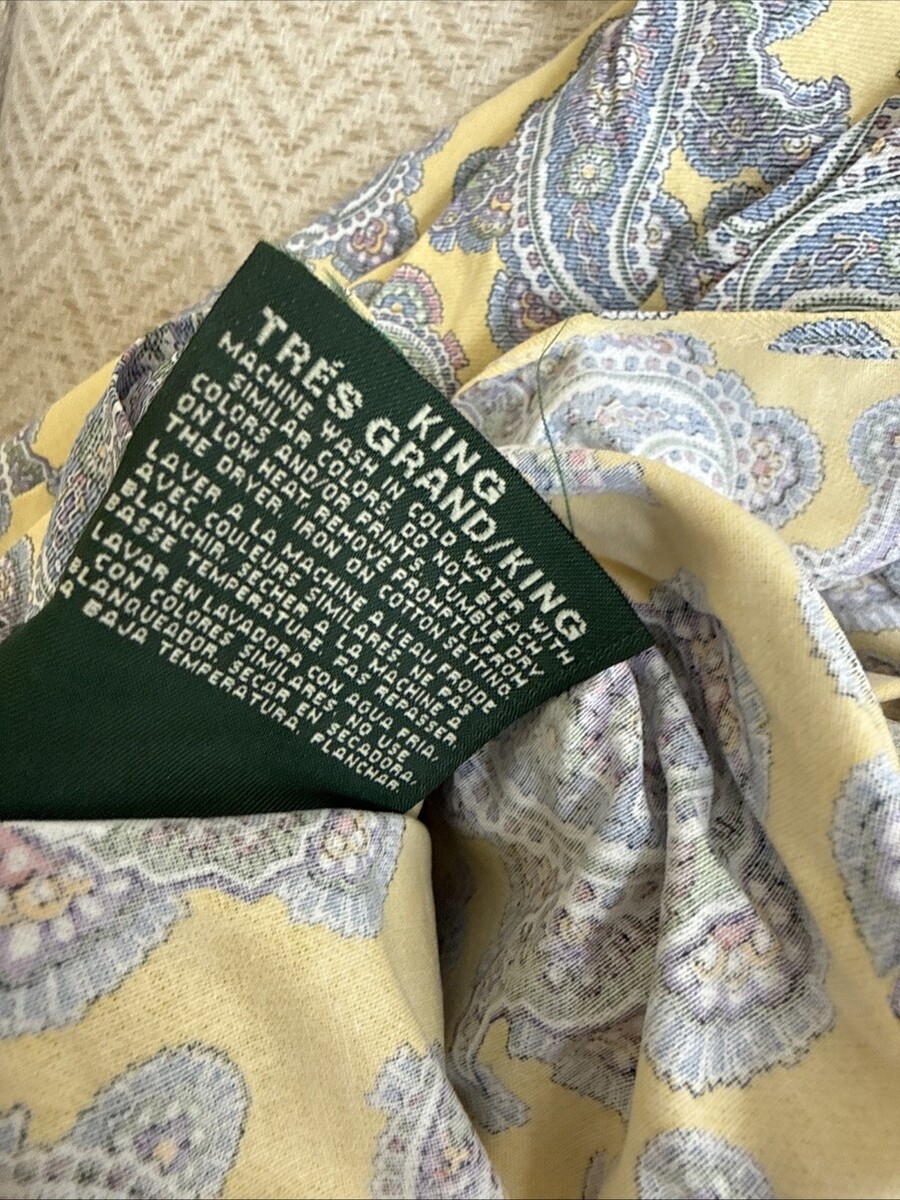 KING
TRÉS GRAND/KING
MACHINE WASH IN COLD WATER WITH
SIMILAR COLORS. DO NOT BLEACH
COLORS AND/OR PRINTS. TUMBLE DRY
ON LOW HEAT. REMOVE PROMPTLY FROM
THE DRYER. IRON ON COTTON SETTING.
LAVER A LA MACHINE A L'EAU FROIDE
AVEC COULEURS SIMILARES. NE PAS
BLANCHIR, SECHER A LA MACHINE A
BASSE TEMPERATURE. PAS REPASSER.
LAVAR EN LAVADORA CON AGUA FRIA,
CON COLORES SIMILARES. NO USE
BLANQUEADOR, SECAR EN SECADORA,
A BAJA TEMPERATURA, PLANCHAR.